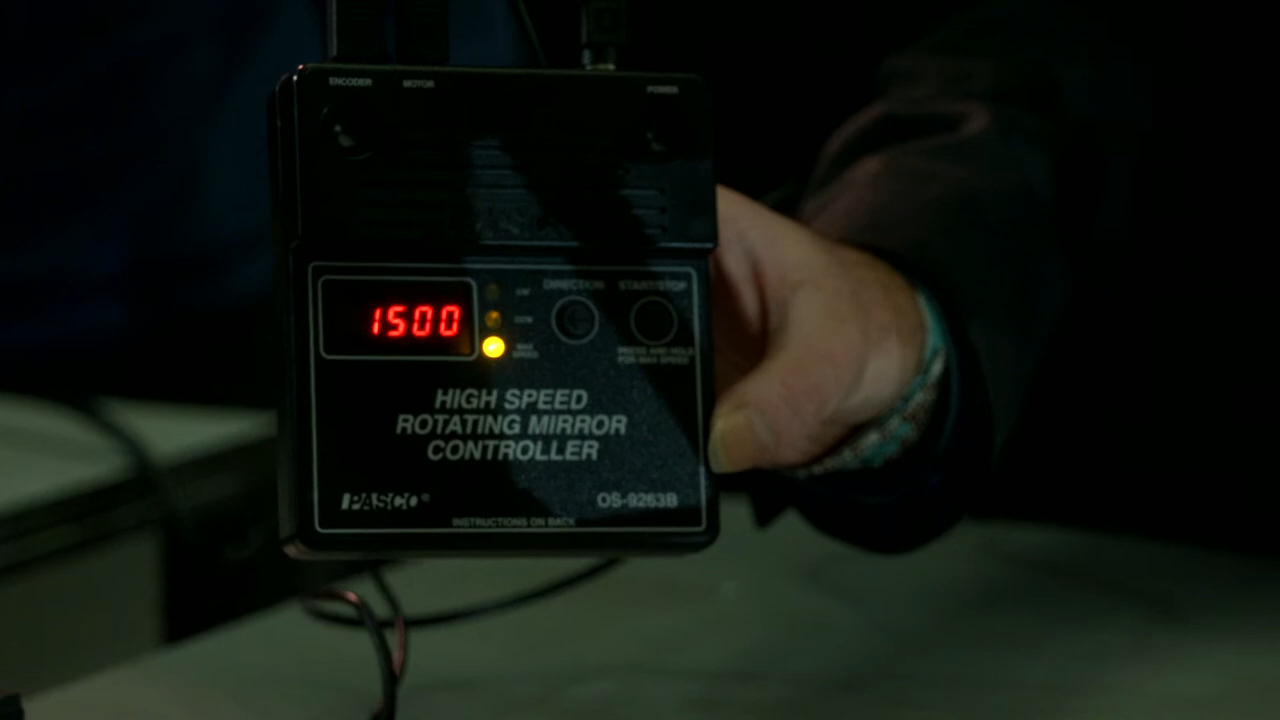 ENCODER MOTOR POWER
DIRECTION START/STOP
CW
CCW
1500
MAX
SPEED
PRESS AND HOLD
FOR MAX SPEED
HIGH SPEED
ROTATING MIRROR
CONTROLLER
PASCO® OS-9263B
INSTRUCTIONS ON BACK